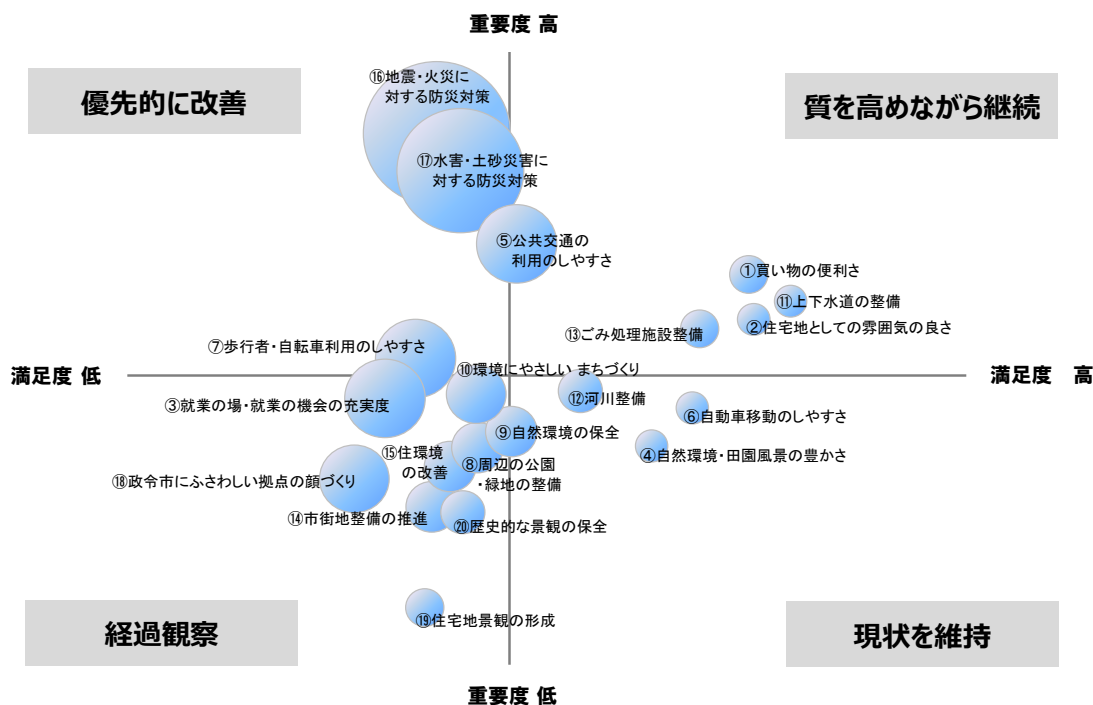 重要度 高
優先的に改善
質を高めながら継続
⑯地震・火災に
対する防災対策
⑰水害・土砂災害に
対する防災対策
⑤公共交通の
利用のしやすさ
①買い物の便利さ
⑪上下水道の整備
②住宅地としての雰囲気の良さ
⑬ごみ処理施設整備
⑦歩行者・自転車利用のしやすさ
⑩環境にやさしい まちづくり
満足度 低
満足度　高
⑫河川整備
③就業の場・就業の機会の充実度
⑥自動車移動のしやすさ
⑨自然環境の保全
④自然環境・田園風景の豊かさ
⑮住環境
の改善
⑧周辺の公園
・緑地の整備
⑱政令市にふさわしい拠点の顔づくり
⑭市街地整備の推進
⑳歴史的な景観の保全
⑲住宅地景観の形成
経過観察
現状を維持
重要度 低